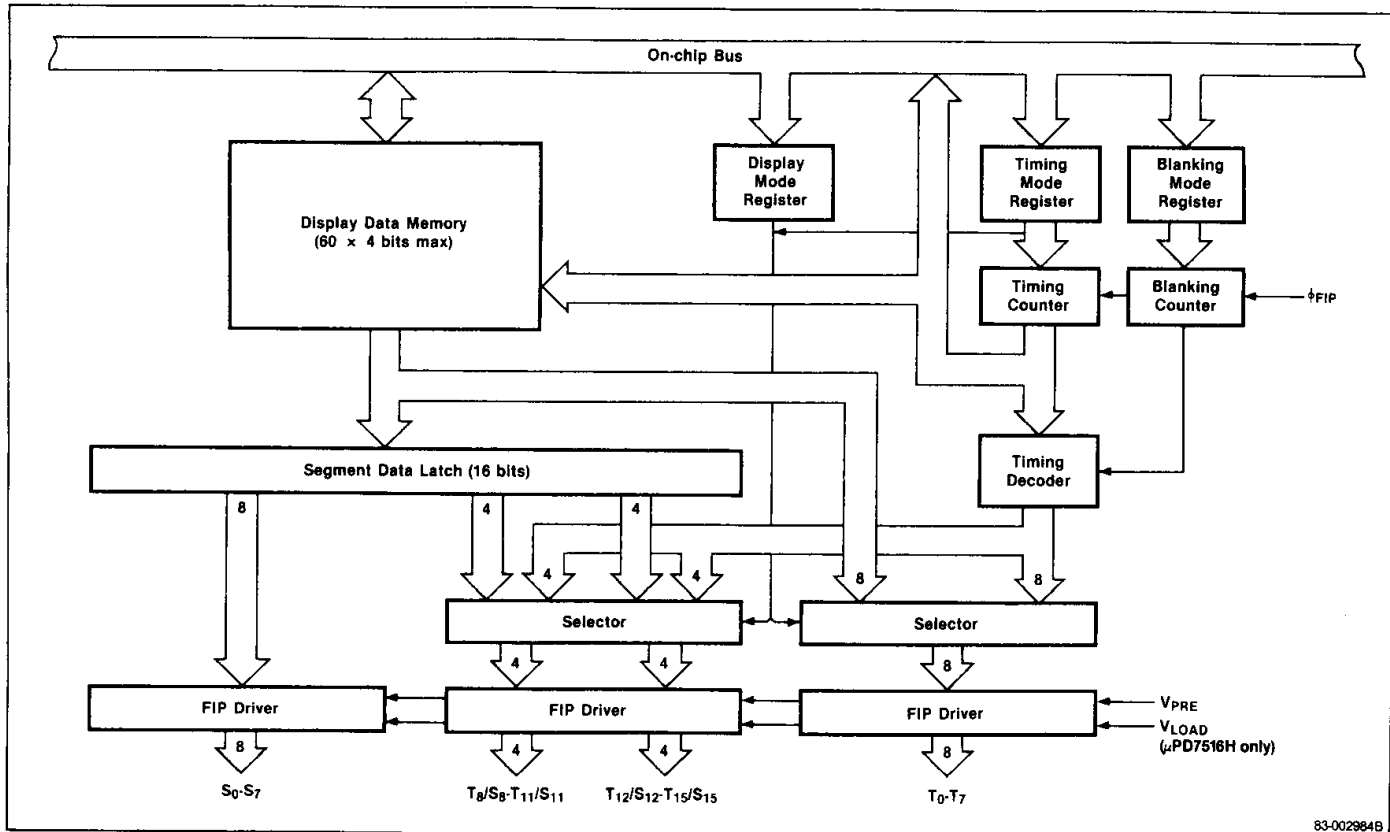 On-chip Bus
Display Data Memory
(60 × 4 bits max)
Display
Mode
Register
Timing
Mode
Register
Blanking
Mode
Register
Timing
Counter
Blanking
Counter
ϕFIP
Segment Data Latch (16 bits)
Timing
Decoder
8
4
4
4
4
8
8
Selector
Selector
4
4
8
FIP Driver
FIP Driver
FIP Driver
VPRE
VLOAD
(μPD7516H only)
8
4
4
8
S0-S7
T8/S8-T11/S11
T12/S12-T15/S15
T0-T7
83-002984B